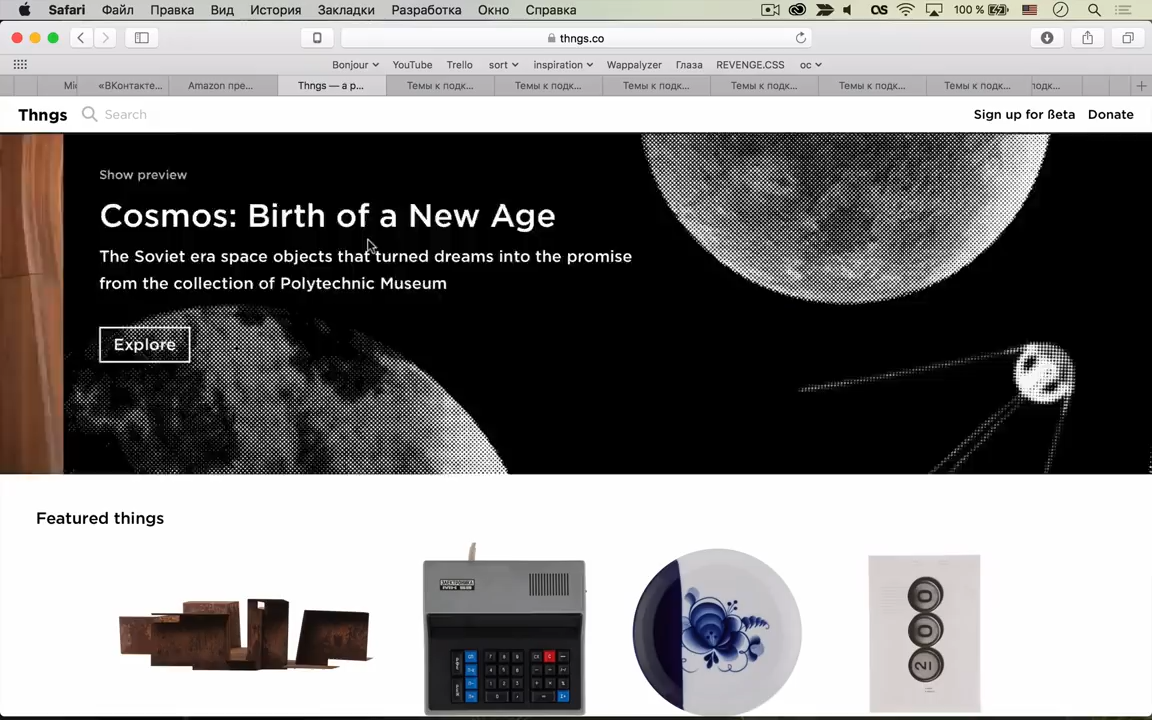 Safari Файл Правка Вид История Закладки Разработка Окно Справка 100 %
thngs.co
Bonjour YouTube Trello sort inspiration Wappalyzer Глаза REVENGE.CSS ос
Mi «ВКонтакте... Amazon пре... Thngs — a p... Темы к подк... Темы к подк... Темы к подк... Темы к подк... Темы к подк... Темы к подк... подк...
Thngs Search Sign up for ßeta Donate
Show preview
Cosmos: Birth of a New Age
The Soviet era space objects that turned dreams into the promise
from the collection of Polytechnic Museum
Explore
Featured things